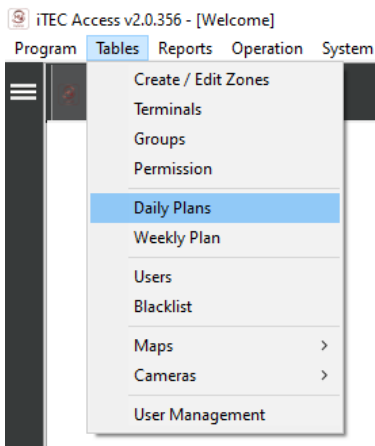 iTEC Access v2.0.356 - [Welcome]
Program Tables Reports Operation System
Create / Edit Zones
Terminals
Groups
Permission
Daily Plans
Weekly Plan
Users
Blacklist
Maps
Cameras
User Management